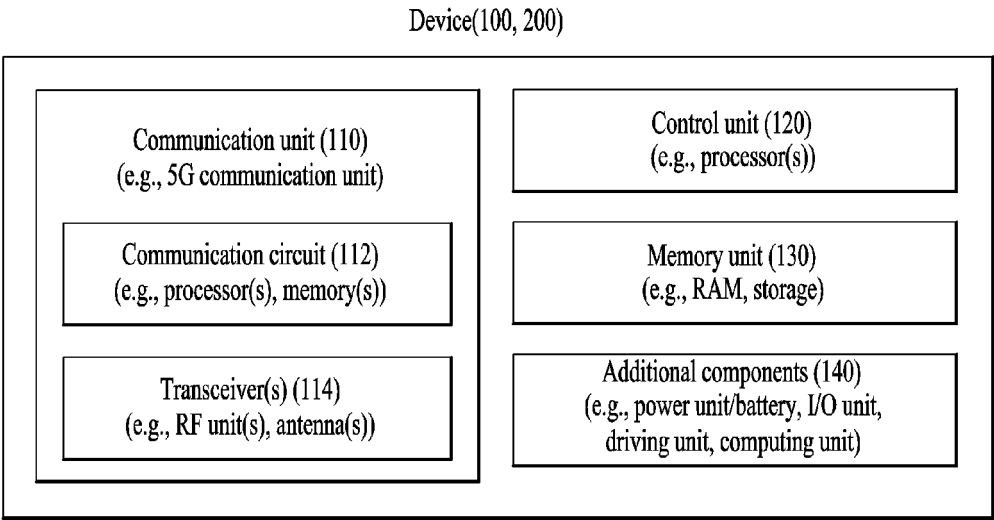 Device(100, 200)
Communication unit (110)
(e.g., 5G communication unit)
Communication circuit (112)
(e.g., processor(s), memory(s))
Transceiver(s) (114)
(e.g., RF unit(s), antenna(s))
Control unit (120)
(e.g., processor(s))
Memory unit (130)
(e.g., RAM, storage)
Additional components (140)
(e.g., power unit/battery, I/O unit,
driving unit, computing unit)